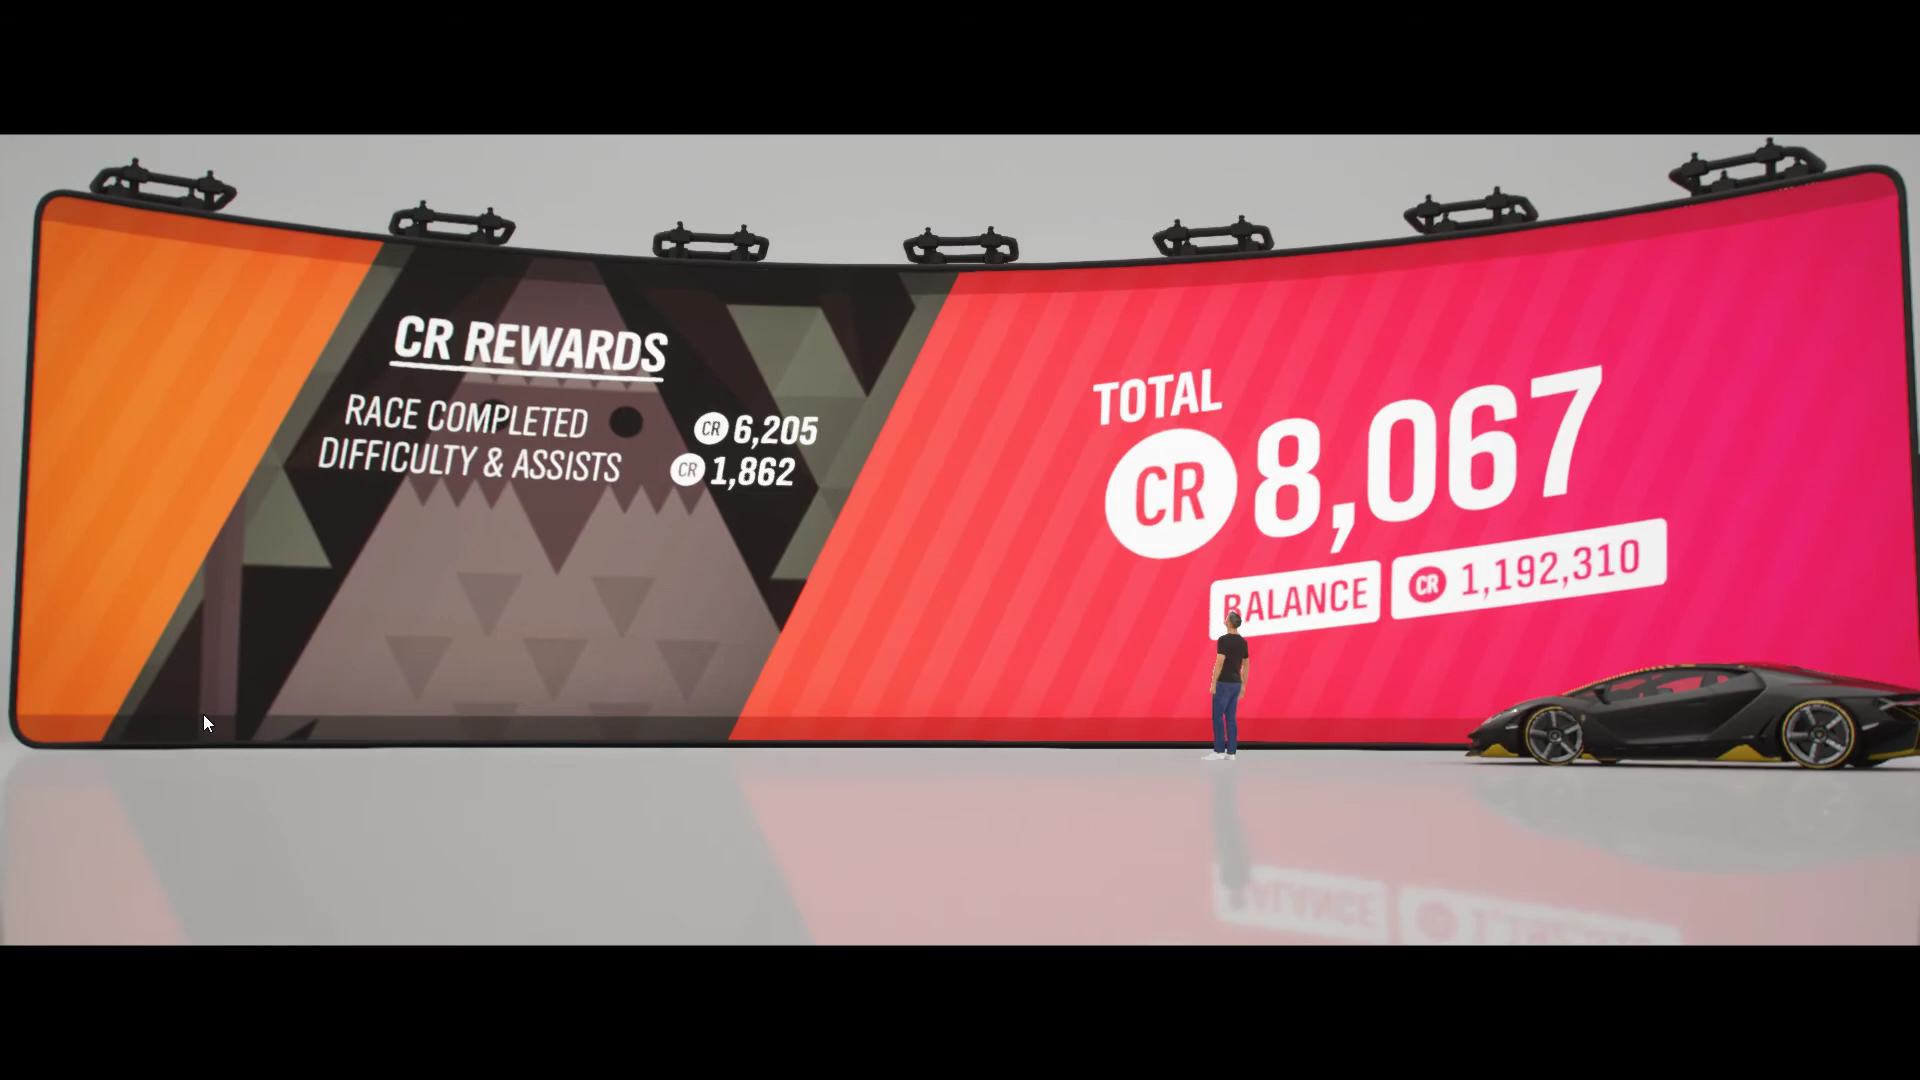 CR REWARDS
RACE COMPLETED CR 6,205
DIFFICULTY & ASSISTS CR 1,862
TOTAL
CR 8,067
BALANCE CR 1,192,310